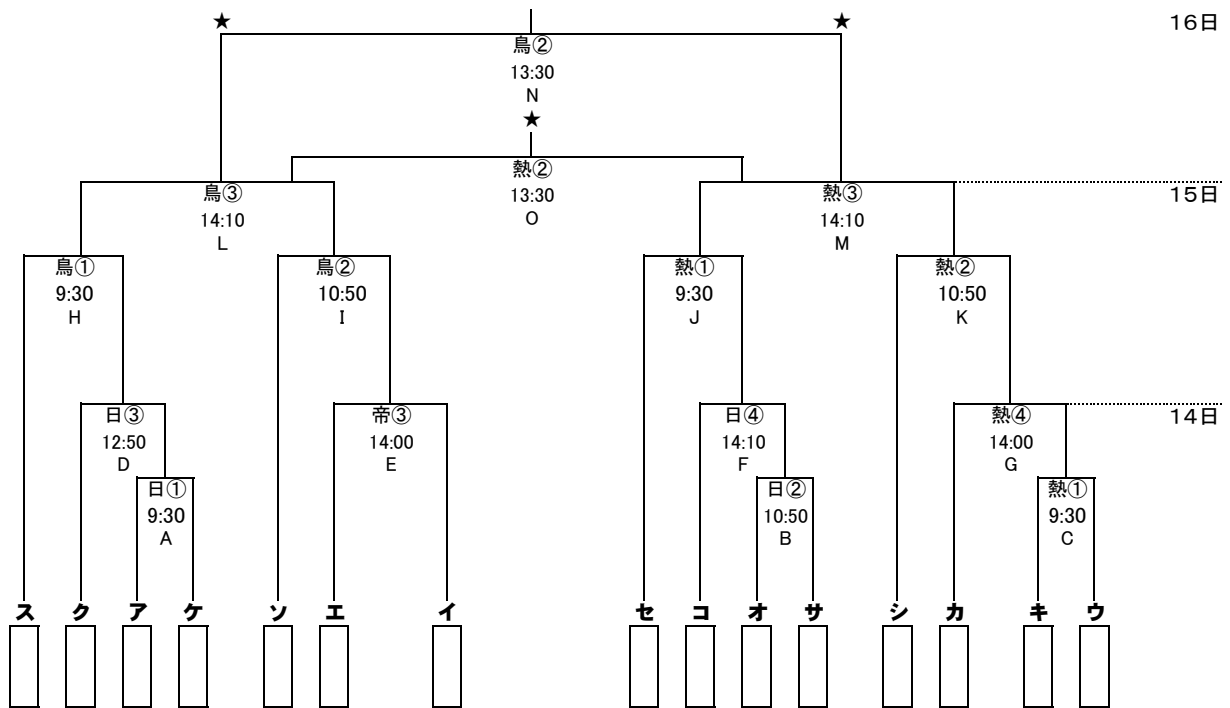 ★ ★ 16日
鳥②
13:30
N
★
熱②
13:30
O
鳥③ 熱③ 15日
14:10 14:10
L M
鳥① 鳥② 熱① 熱②
9:30 10:50 9:30 10:50
H I J K
日③ 帝③ 日④ 熱④ 14日
12:50 14:00 14:10 14:00
D E F G
日① 日② 熱①
9:30 10:50 9:30
A B C
ス ク ア ケ ソ エ イ セ コ オ サ シ カ キ ウ